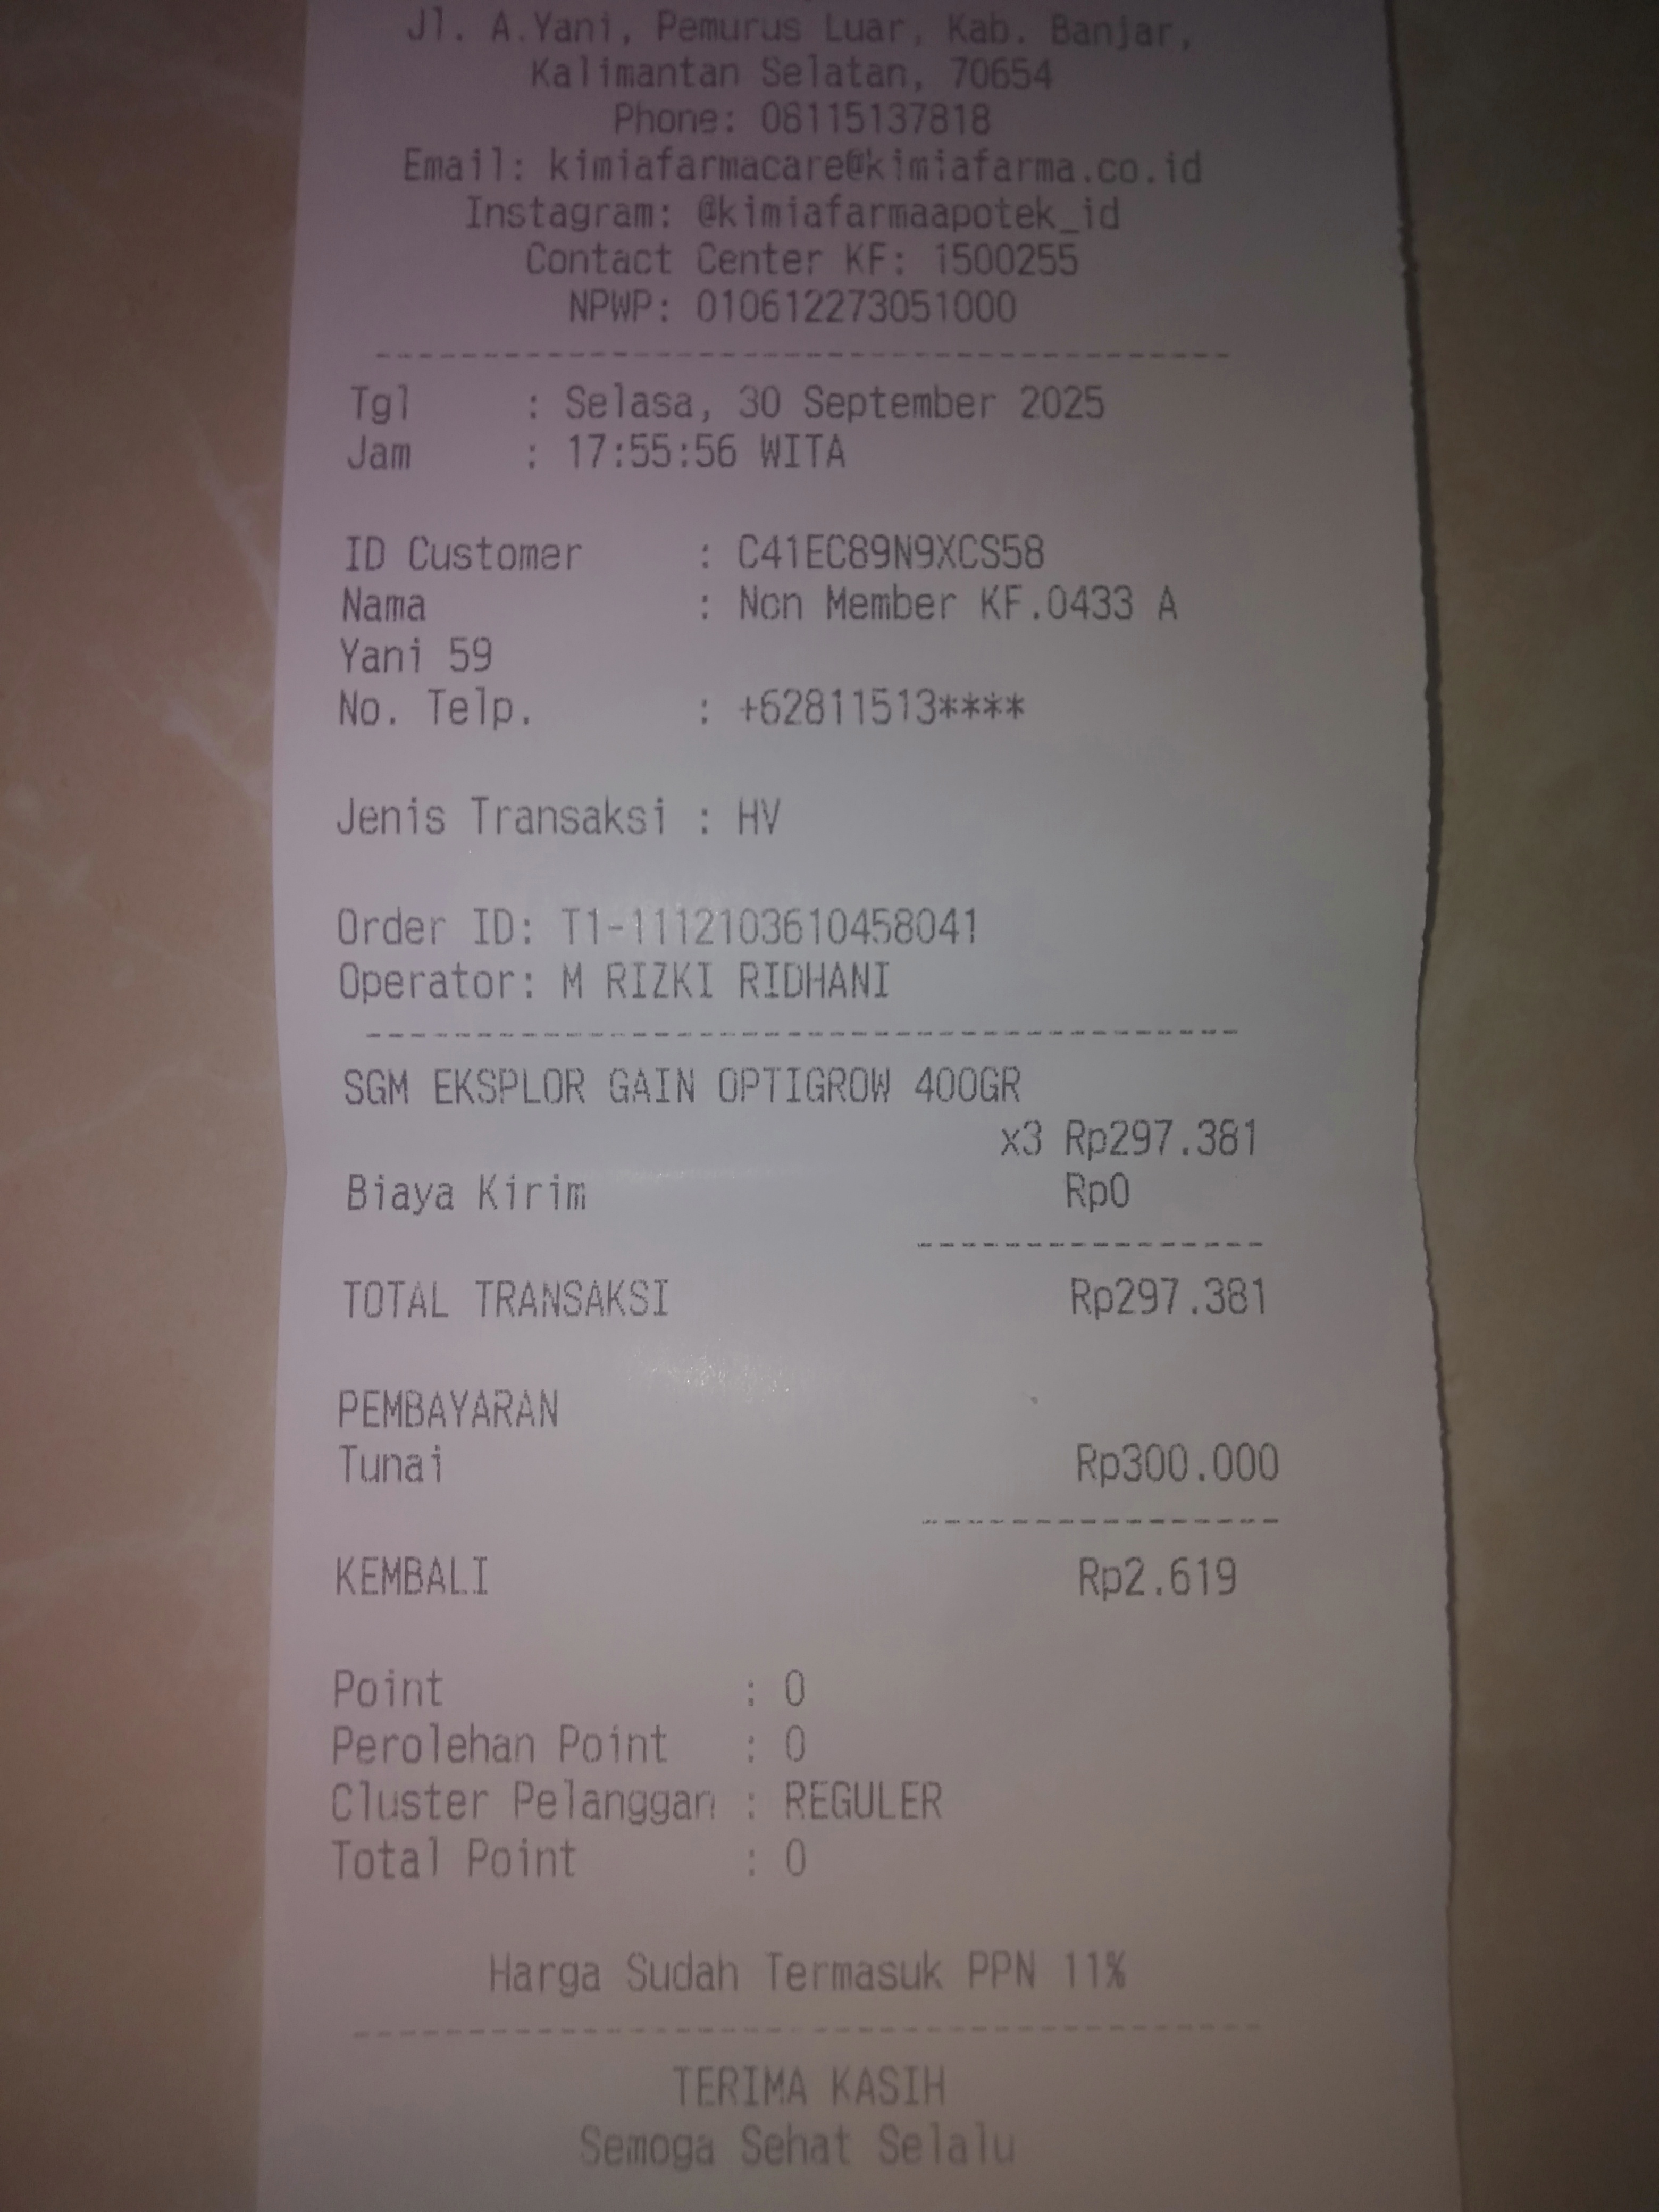 Jl. A.Yani, Pemurus Luar, Kab. Banjar,
Kalimantan Selatan, 70654
Phone: 08115137818
Email: kimiafarmacare@kimiafarma.co.id
Instagram: @kimiafarmaapotek_id
Contact Center KF: 1500255
NPWP: 010612273051000
Tgl : Selasa, 30 September 2025
Jam : 17:55:56 WITA
ID Customer : C41EC89N9XCS58
Nama : Non Member KF.0433 A
Yani 59
No. Telp. : +62811513****
Jenis Transaksi : HV
Order ID: T1-1112103610458041
Operator: M RIZKI RIDHANI
SGM EKSPLOR GAIN OPTIGROW 400GR
x3 Rp297.381
Biaya Kirim Rp0
TOTAL TRANSAKSI Rp297.381
PEMBAYARAN
Tunai Rp300.000
KEMBALI Rp2.619
Point : 0
Perolehan Point : 0
Cluster Pelanggan : REGULER
Total Point : 0
Harga Sudah Termasuk PPN 11%
TERIMA KASIH
Semoga Sehat Selalu